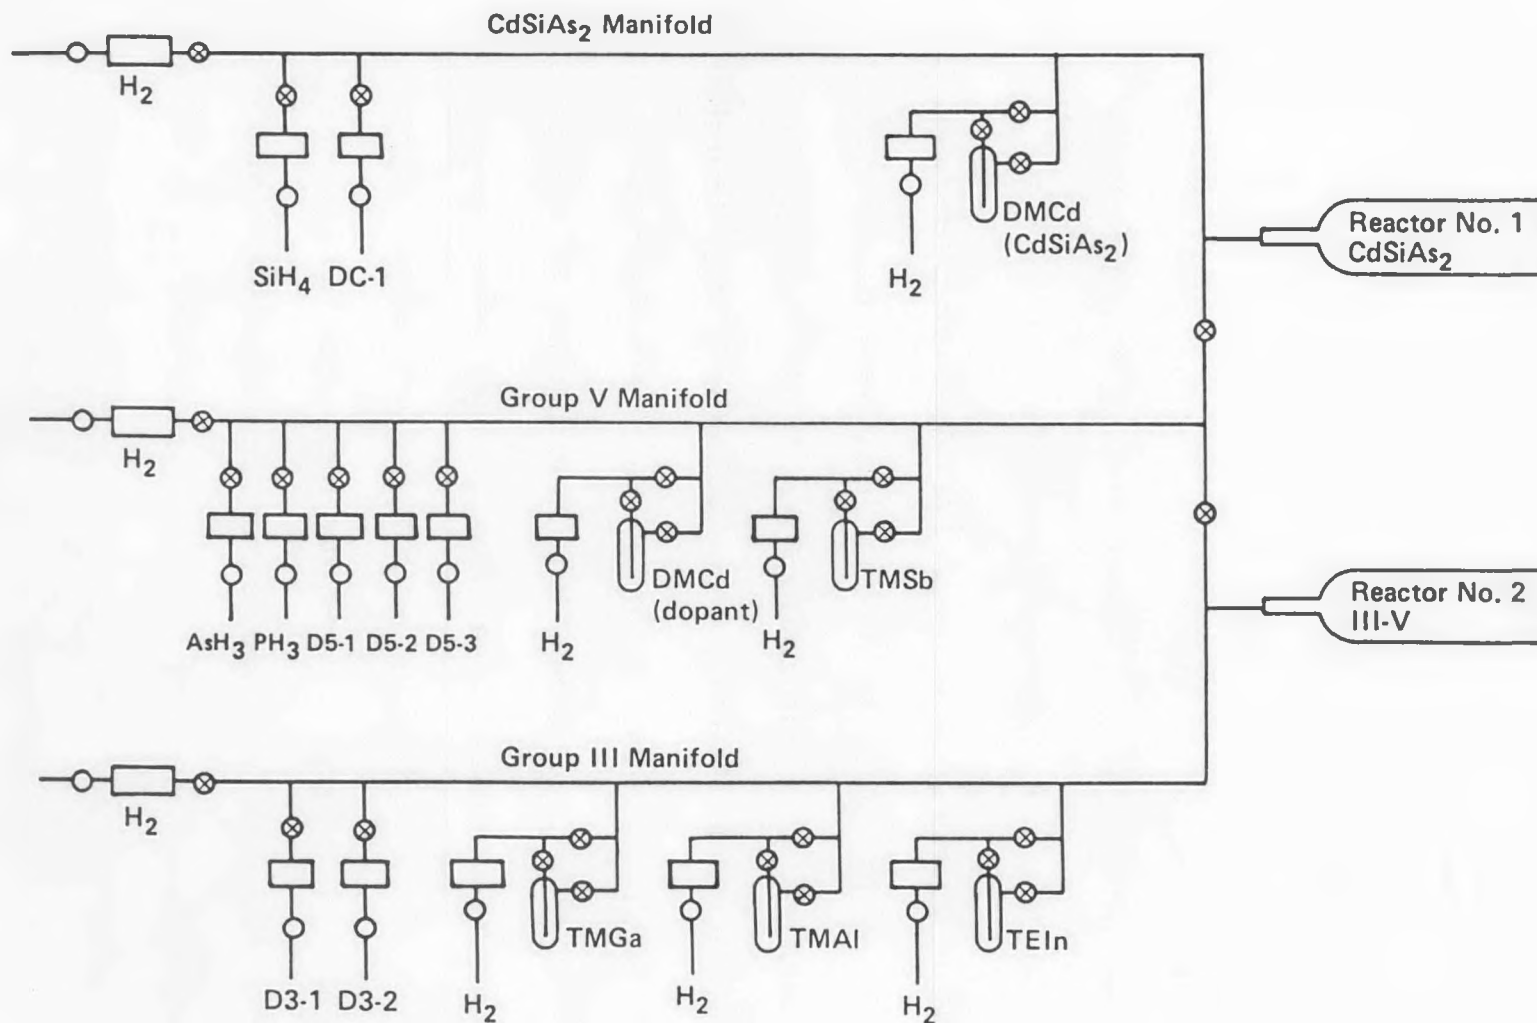 CdSiAs₂ Manifold
H₂
SiH₄ DC-1
H₂
DMCd
(CdSiAs₂)
Reactor No. 1
CdSiAs₂
Group V Manifold
H₂
AsH₃ PH₃ D5-1 D5-2 D5-3
H₂
DMCd
(dopant)
H₂
TMSb
Reactor No. 2
III-V
Group III Manifold
H₂
D3-1 D3-2
H₂
TMGa
H₂
TMAl
H₂
TEIn